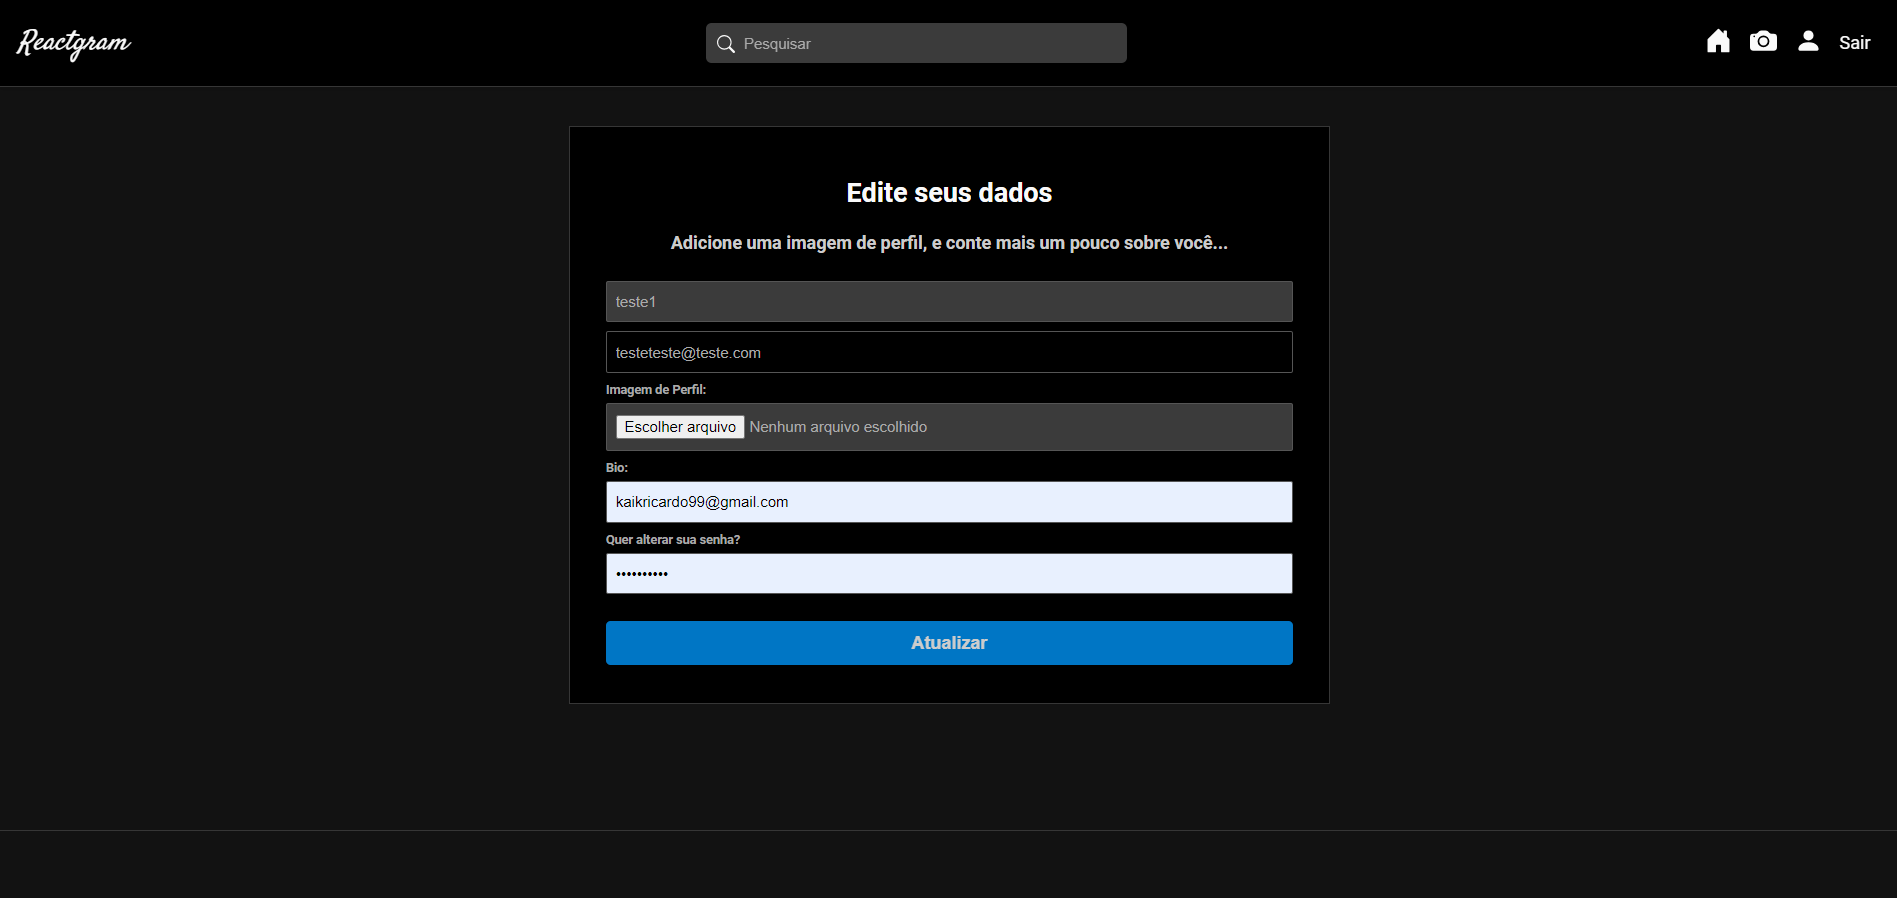 Reactgram
Pesquisar
Sair
Edite seus dados
Adicione uma imagem de perfil, e conte mais um pouco sobre você...
teste1
testeteste@teste.com
Imagem de Perfil:
Escolher arquivo Nenhum arquivo escolhido
Bio:
kaikricardo99@gmail.com
Quer alterar sua senha?
••••••••••
Atualizar